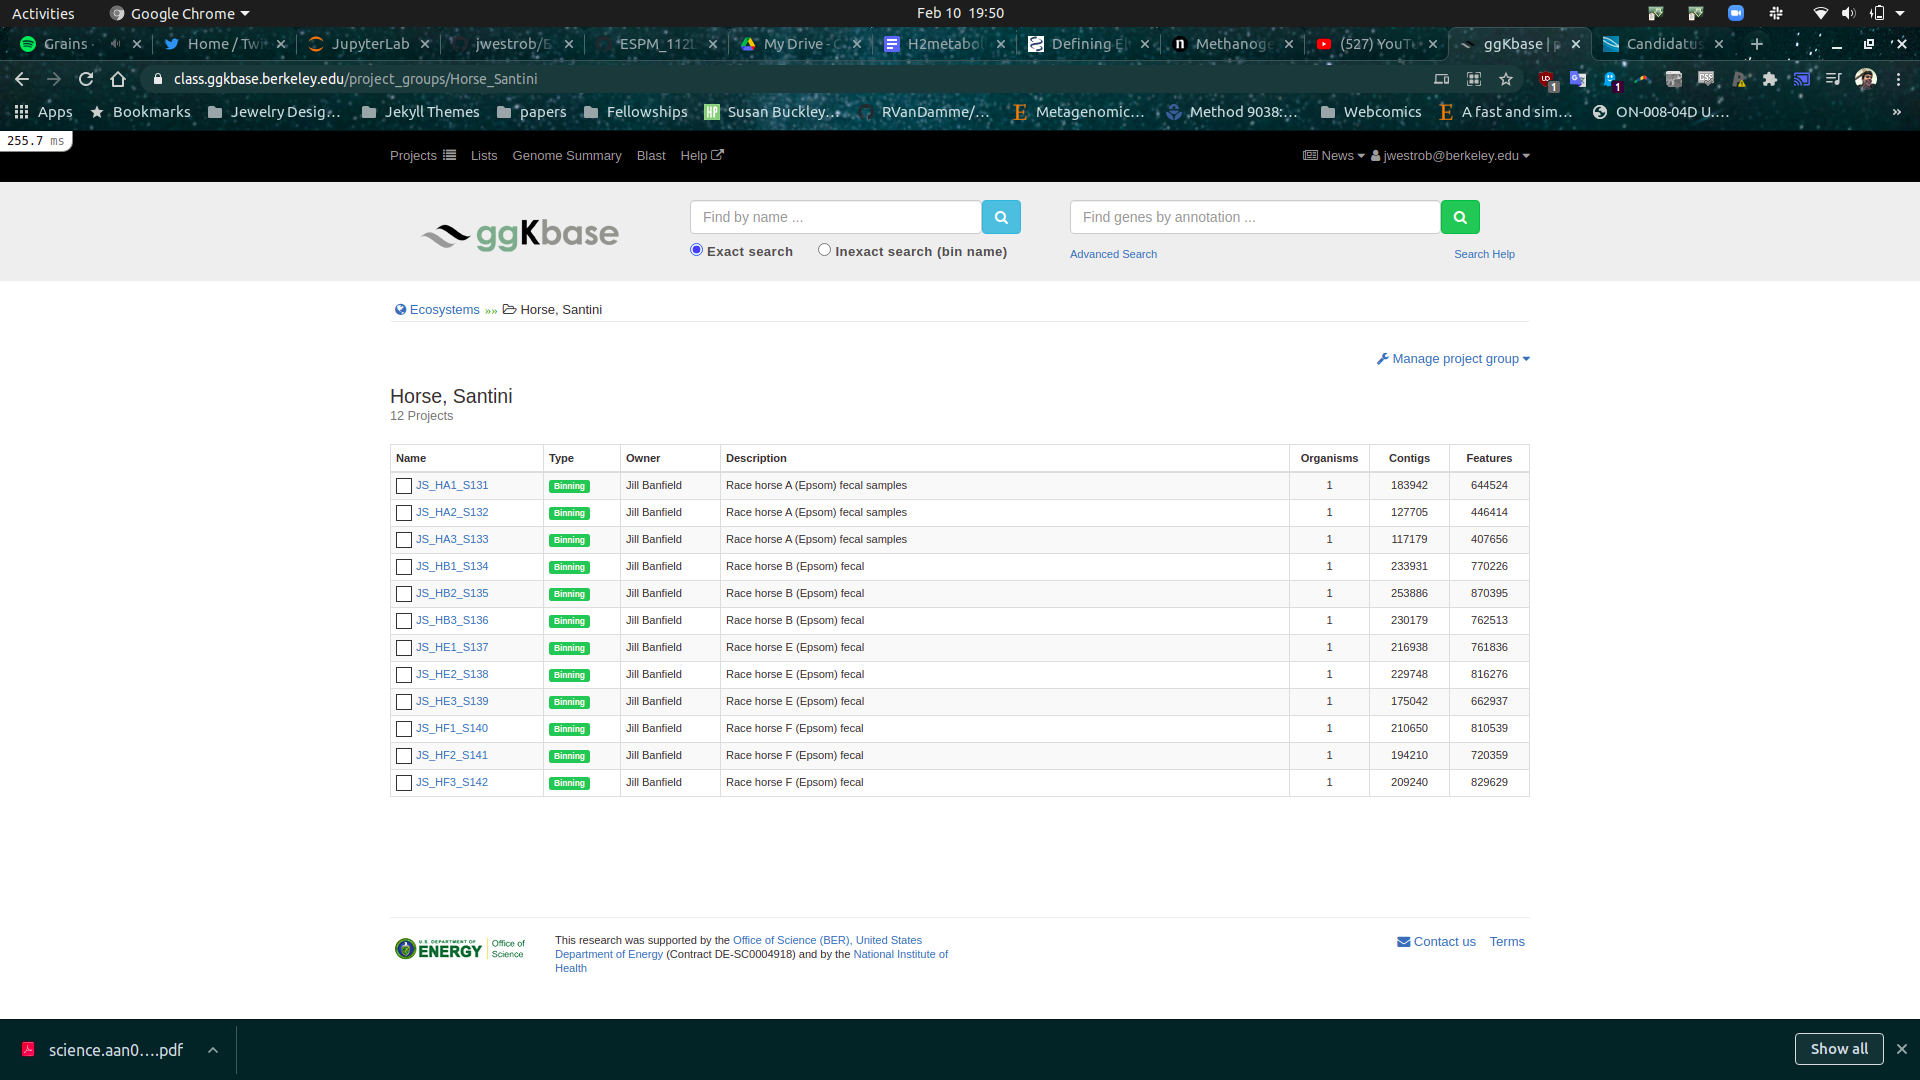 Activities Google Chrome Feb 10 19:50
Grains Home / Tw JupyterLab jwestrob/E ESPM_112L My Drive - G H2metabol Defining El Methanoge (527) YouTu ggKbase | p Candidatus
class.ggkbase.berkeley.edu/project_groups/Horse_Santini
Apps Bookmarks Jewelry Desig... Jekyll Themes papers Fellowships Susan Buckley,... RVanDamme/... Metagenomic... Method 9038:... Webcomics A fast and sim... ON-008-04D U.... »
255.7 ms
Projects Lists Genome Summary Blast Help News jwestrob@berkeley.edu
ggKbase
Find by name ... Find genes by annotation ...
Exact search Inexact search (bin name) Advanced Search Search Help
Ecosystems »» Horse, Santini
Manage project group
Horse, Santini
12 Projects
Name Type Owner Description Organisms Contigs Features
JS_HA1_S131 Binning Jill Banfield Race horse A (Epsom) fecal samples 1 183942 644524
JS_HA2_S132 Binning Jill Banfield Race horse A (Epsom) fecal samples 1 127705 446414
JS_HA3_S133 Binning Jill Banfield Race horse A (Epsom) fecal samples 1 117179 407656
JS_HB1_S134 Binning Jill Banfield Race horse B (Epsom) fecal 1 233931 770226
JS_HB2_S135 Binning Jill Banfield Race horse B (Epsom) fecal 1 253886 870395
JS_HB3_S136 Binning Jill Banfield Race horse B (Epsom) fecal 1 230179 762513
JS_HE1_S137 Binning Jill Banfield Race horse E (Epsom) fecal 1 216938 761836
JS_HE2_S138 Binning Jill Banfield Race horse E (Epsom) fecal 1 229748 816276
JS_HE3_S139 Binning Jill Banfield Race horse E (Epsom) fecal 1 175042 662937
JS_HF1_S140 Binning Jill Banfield Race horse F (Epsom) fecal 1 210650 810539
JS_HF2_S141 Binning Jill Banfield Race horse F (Epsom) fecal 1 194210 720359
JS_HF3_S142 Binning Jill Banfield Race horse F (Epsom) fecal 1 209240 829629
U.S. DEPARTMENT OF
ENERGY Office of
Science
This research was supported by the Office of Science (BER), United States
Department of Energy (Contract DE-SC0004918) and by the National Institute of
Health
Contact us Terms
science.aan0....pdf Show all